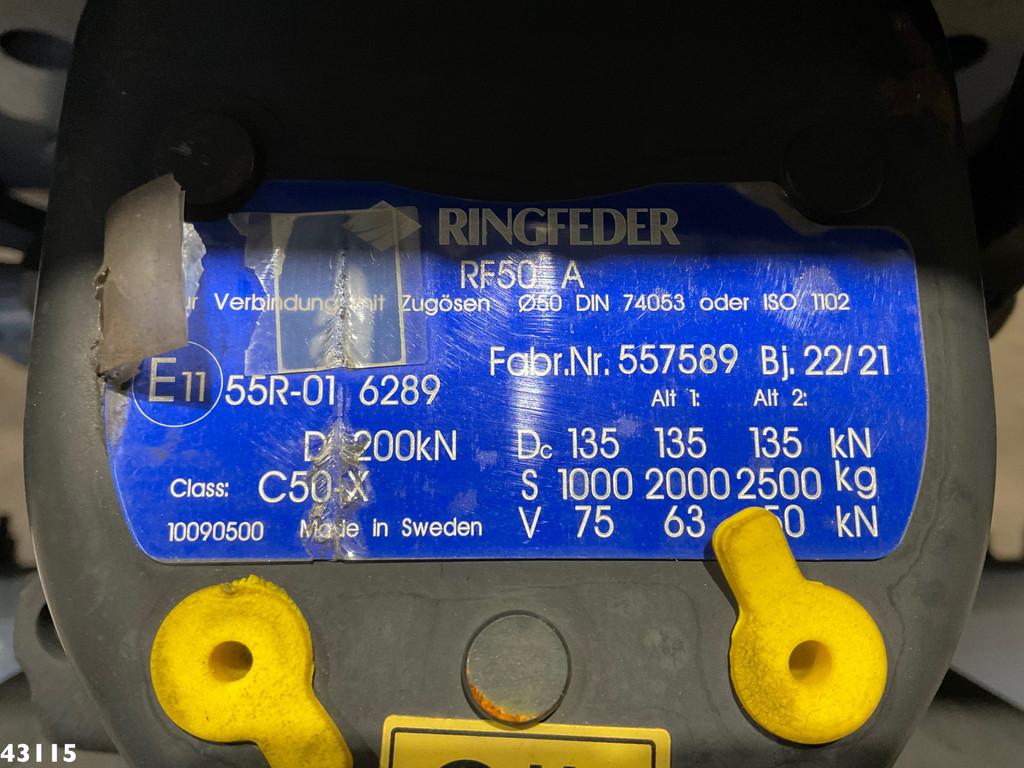 RINGFEDER
RF50 A
Verbindung mit Zugösen Ø50 DIN 74053 oder ISO 1102
Fabr.Nr. 557589 Bj. 22/21
E11 55R-01 6289
Alt 1: Alt 2:
D 200kN Dc 135 135 135 kN
Class: C50-X S 1000 2000 2500 kg
10090500 Made in Sweden V 75 63 50 kN
43115